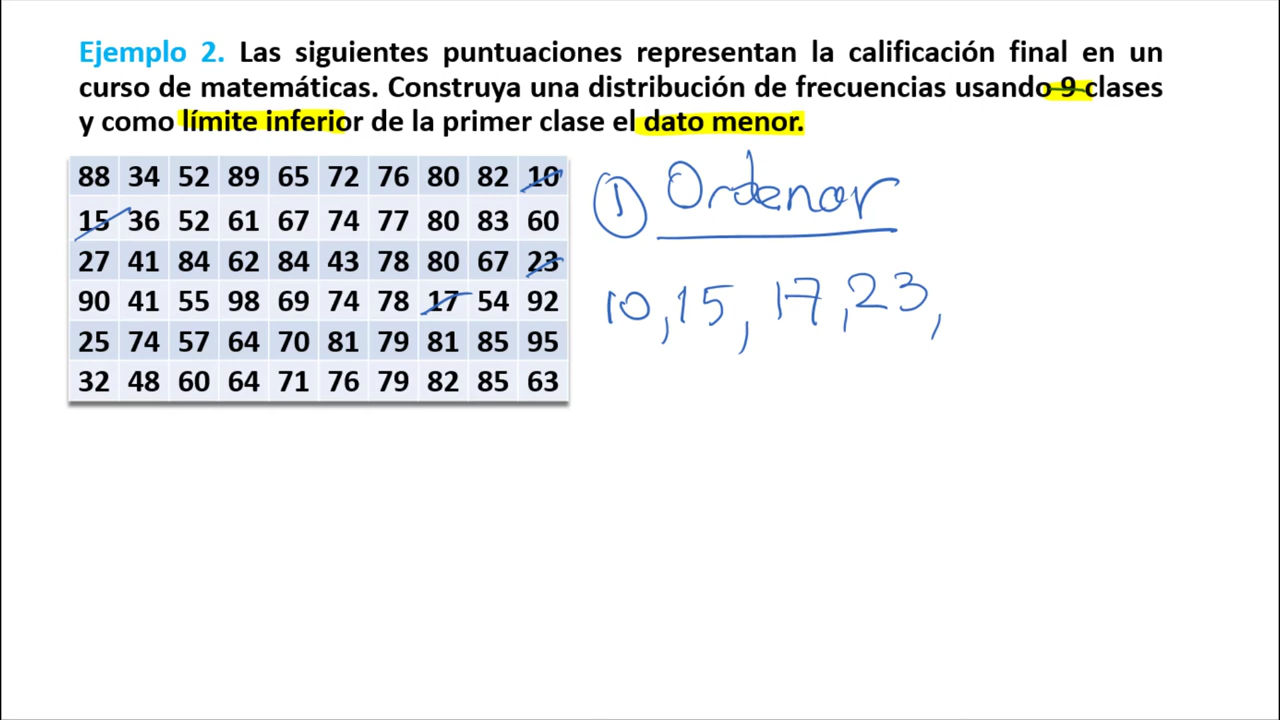 Ejemplo 2. Las siguientes puntuaciones representan la calificación final en un
curso de matemáticas. Construya una distribución de frecuencias usando 9 clases
y como límite inferior de la primer clase el dato menor.
88 34 52 89 65 72 76 80 82 10
15 36 52 61 67 74 77 80 83 60
27 41 84 62 84 43 78 80 67 23
90 41 55 98 69 74 78 17 54 92
25 74 57 64 70 81 79 81 85 95
32 48 60 64 71 76 79 82 85 63
1 Ordenar
10, 15, 17, 23,